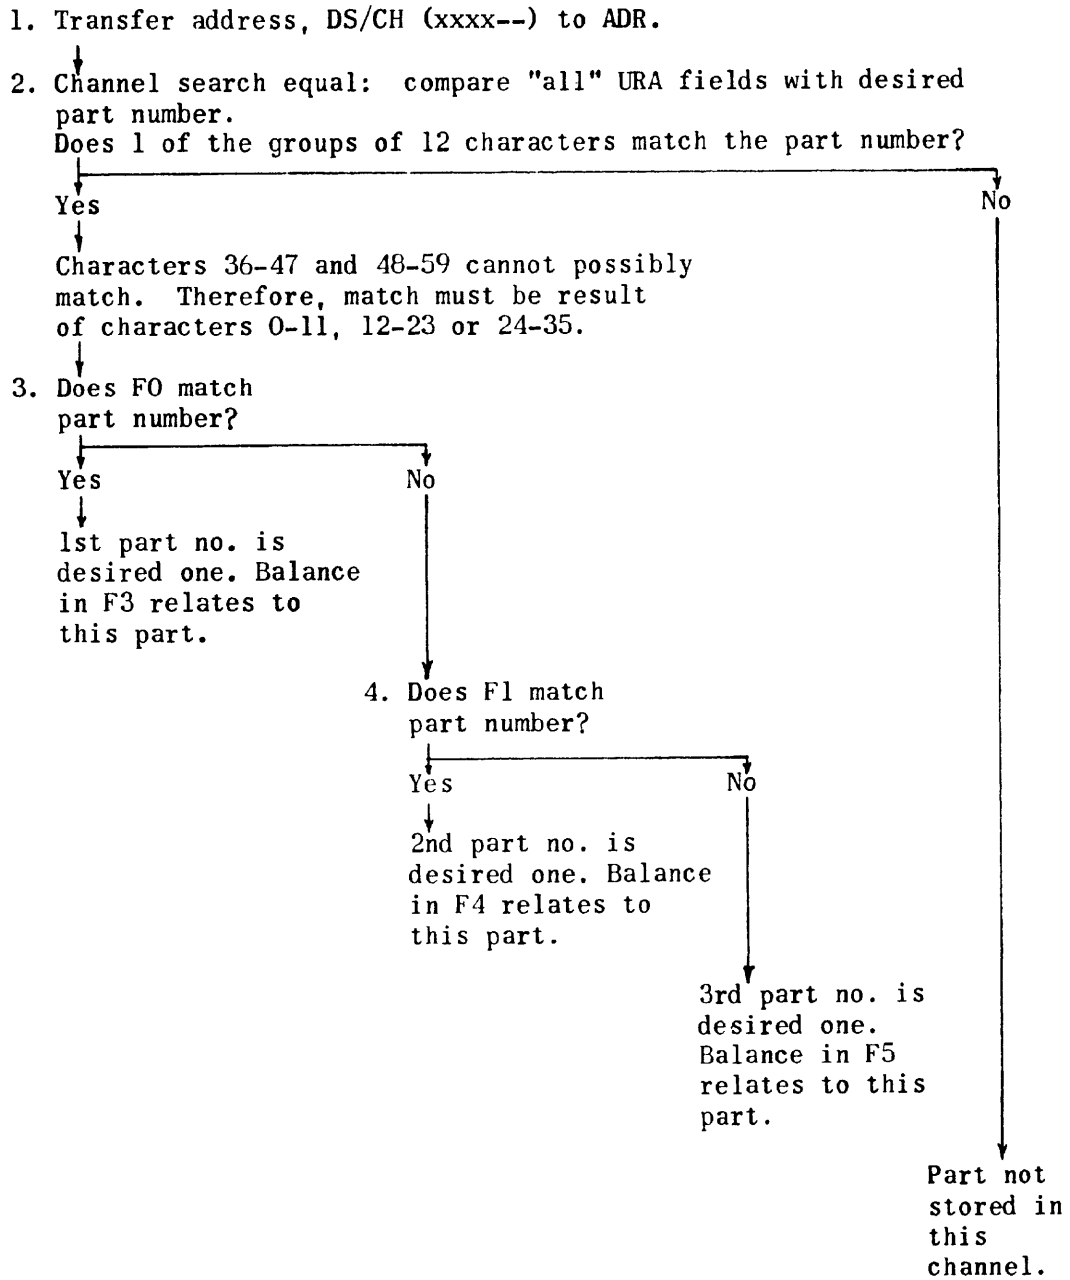 1. Transfer address, DS/CH (xxxx--) to ADR.
2. Channel search equal: compare "all" URA fields with desired
part number.
Does 1 of the groups of 12 characters match the part number?
Yes
No
Characters 36-47 and 48-59 cannot possibly
match. Therefore, match must be result
of characters 0-11, 12-23 or 24-35.
3. Does F0 match
part number?
Yes
No
1st part no. is
desired one. Balance
in F3 relates to
this part.
4. Does F1 match
part number?
Yes
No
2nd part no. is
desired one. Balance
in F4 relates to
this part.
3rd part no. is
desired one.
Balance in F5
relates to this
part.
Part not
stored in
this
channel.